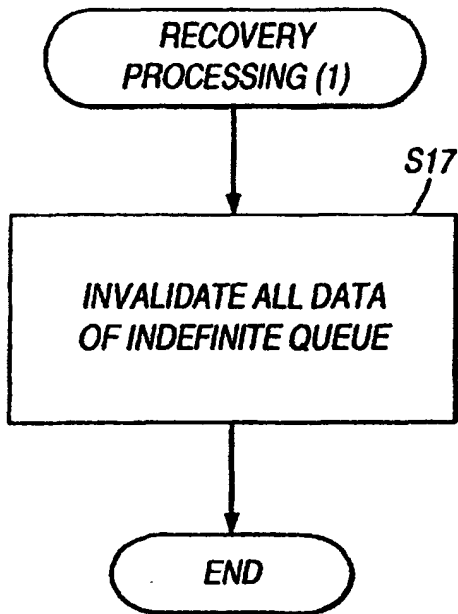 RECOVERY
PROCESSING (1)
S17
INVALIDATE ALL DATA
OF INDEFINITE QUEUE
END